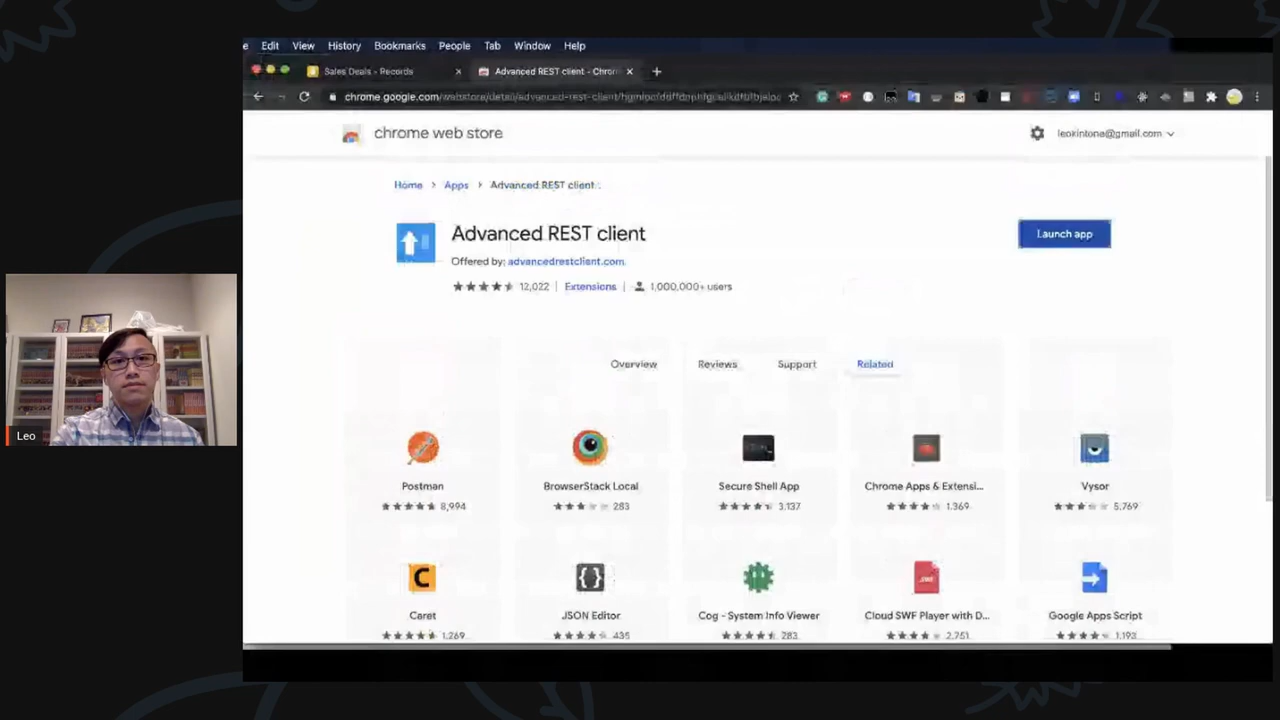 Edit View History Bookmarks People Tab Window Help
Sales Deals - Records
Advanced REST client - Chro
chrome web store
leokintone@gmail.com
Home > Apps > Advanced REST client
Advanced REST client
Offered by: advancedrestclient.com
12,022 | Extensions | 1,000,000+ users
Launch app
Overview Reviews Support Related
Postman BrowserStack Local Secure Shell App Chrome Apps & Extensi... Vysor
8,994 283 3,137 1,369 5,769
Leo
Caret JSON Editor Cog - System Info Viewer Cloud SWF Player with D... Google Apps Script
1,269 435 283 2,751 1,192